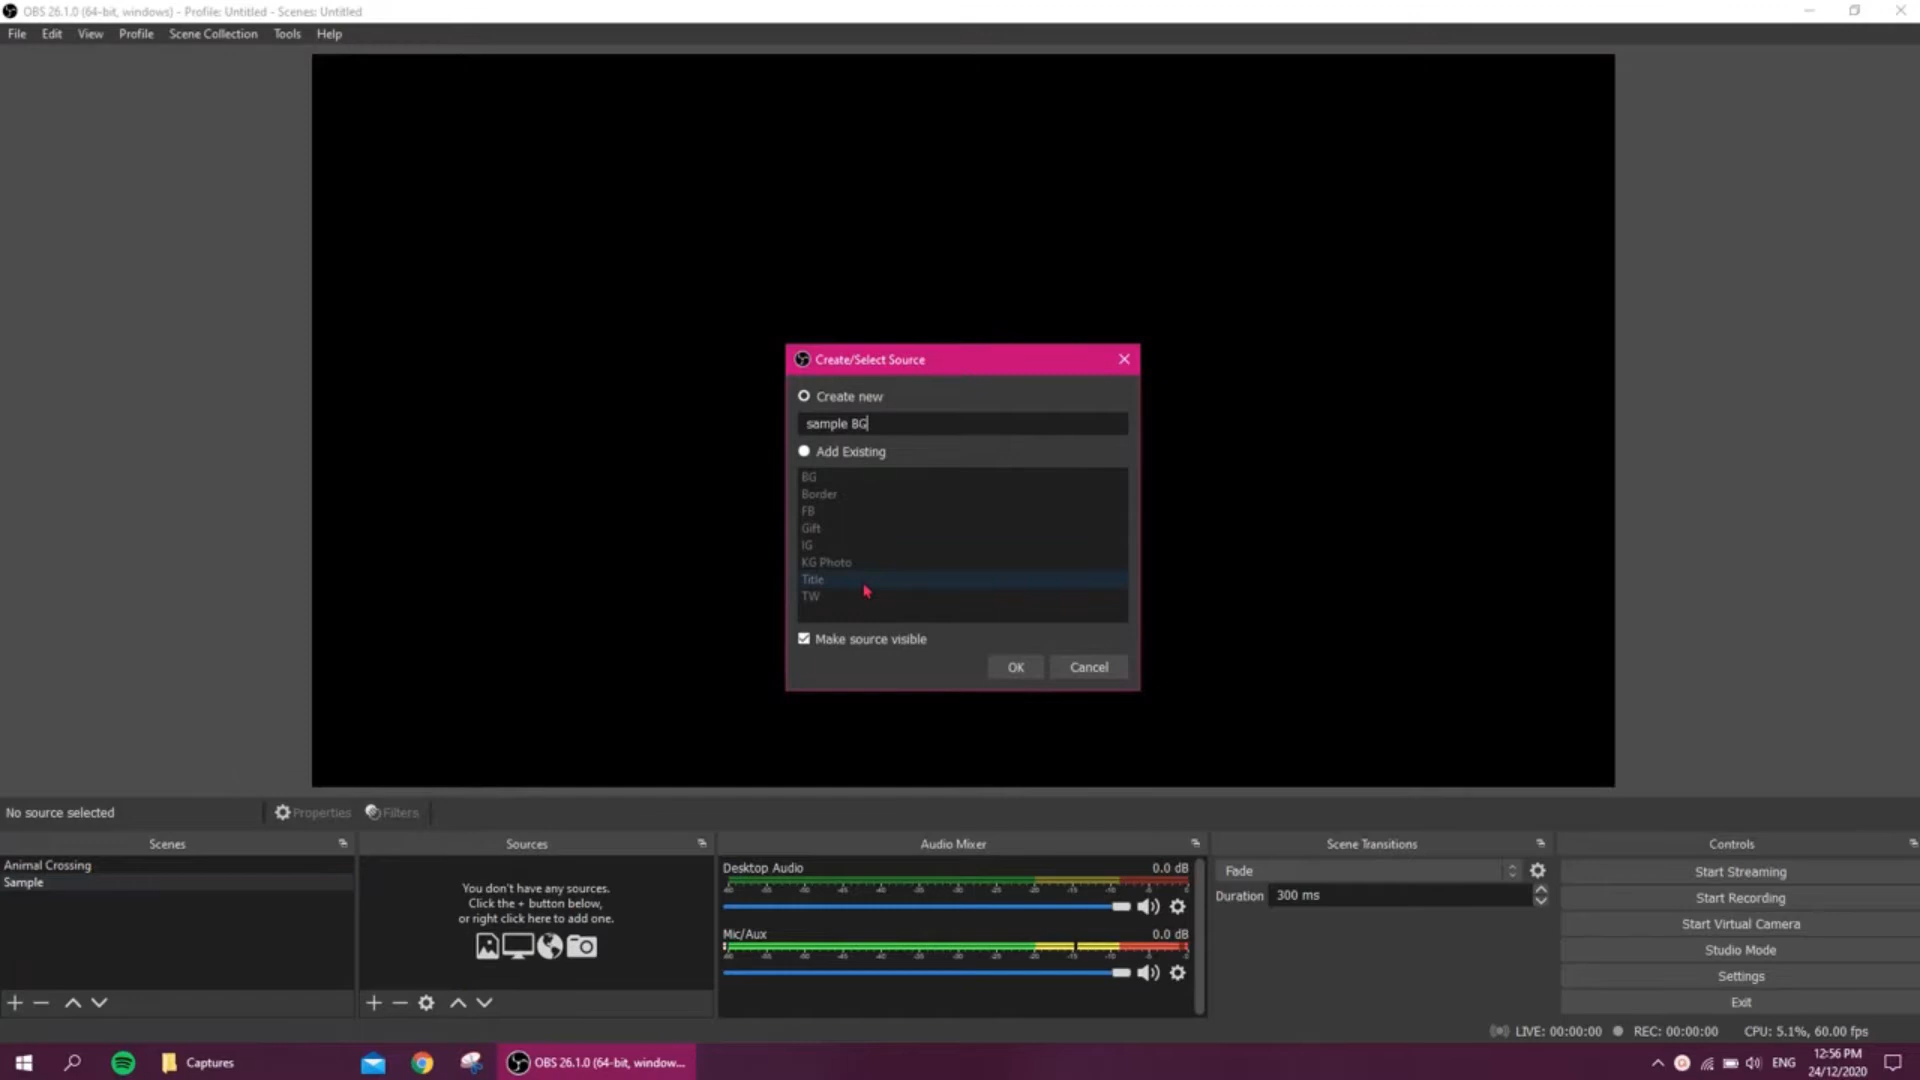 OBS 26.1.0 (64-bit, windows) - Profile: Untitled - Scenes: Untitled
File Edit View Profile Scene Collection Tools Help
Create/Select Source
Create new
sample BG
Add Existing
BG
Border
FB
Gift
IG
KG Photo
Title
TW
Make source visible
OK Cancel
No source selected Properties Filters
Scenes Sources Audio Mixer Scene Transitions Controls
Animal Crossing
Sample
You don't have any sources.
Click the + button below,
or right click here to add one.
Desktop Audio 0.0 dB
Mic/Aux 0.0 dB
Fade
Duration 300 ms
Start Streaming
Start Recording
Start Virtual Camera
Studio Mode
Settings
Exit
LIVE: 00:00:00 REC: 00:00:00 CPU: 5.1%, 60.00 fps
Captures OBS 26.1.0 (64-bit, window... ENG 12:56 PM
24/12/2020